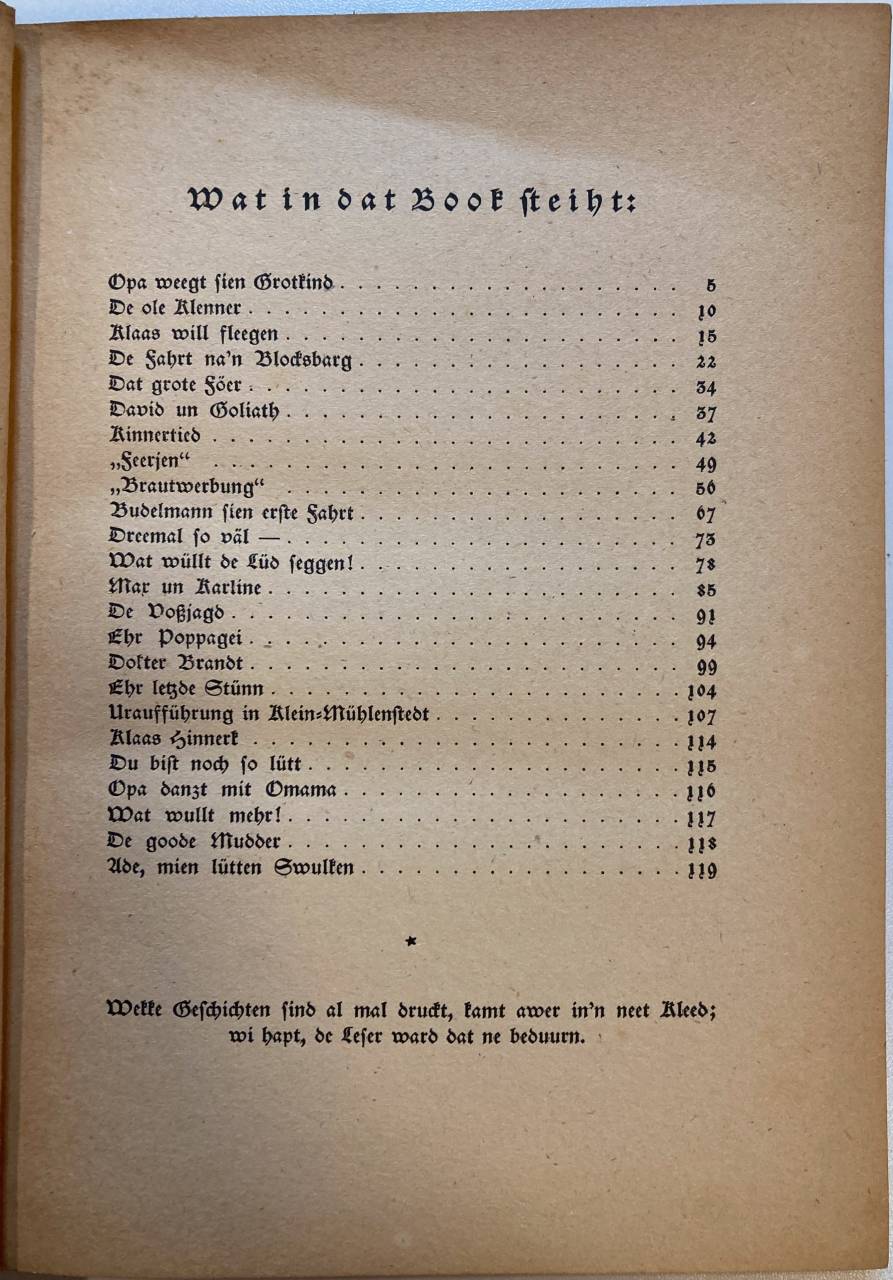 Wat in dat Book steiht:
Opa weegt sien Grotkind . . . . . . . . . . . . . . . . . . . 5
De ole Klenner . . . . . . . . . . . . . . . . . . . . . . . . 10
Klaas will fleegen . . . . . . . . . . . . . . . . . . . . . . 15
De Fahrt na'n Blocksbarg . . . . . . . . . . . . . . . . . . 22
Dat grote Föer . . . . . . . . . . . . . . . . . . . . . . . . 34
David un Goliath . . . . . . . . . . . . . . . . . . . . . . 37
Kinnertied . . . . . . . . . . . . . . . . . . . . . . . . . . 42
„Feerjen“ . . . . . . . . . . . . . . . . . . . . . . . . . . 49
„Brautwerbung“ . . . . . . . . . . . . . . . . . . . . . . 56
Budelmann sien erste Fahrt . . . . . . . . . . . . . . . . . . 67
Dreemal so väl — . . . . . . . . . . . . . . . . . . . . . . 73
Wat wüllt de Lüd seggen! . . . . . . . . . . . . . . . . . . 78
Max un Karline . . . . . . . . . . . . . . . . . . . . . . . 85
De Voßjagd . . . . . . . . . . . . . . . . . . . . . . . . . 91
Ehr Poppagei . . . . . . . . . . . . . . . . . . . . . . . . 94
Dokter Brandt . . . . . . . . . . . . . . . . . . . . . . . . 99
Ehr letzde Stünn . . . . . . . . . . . . . . . . . . . . . . . 104
Uraufführung in Klein-Mühlenstedt . . . . . . . . . . . . . . 107
Klaas Hinnerk . . . . . . . . . . . . . . . . . . . . . . . . 114
Du bist noch so lütt . . . . . . . . . . . . . . . . . . . . . 115
Opa danzt mit Omama . . . . . . . . . . . . . . . . . . . 116
Wat wullt mehr! . . . . . . . . . . . . . . . . . . . . . . 117
De goode Mudder . . . . . . . . . . . . . . . . . . . . . . 118
Ade, mien lütten Swulken . . . . . . . . . . . . . . . . . . 119
*
Wekke Geschichten sind al mal druckt, kamt awer in'n neet Kleed;
wi hapt, de Leser ward dat ne beduurn.